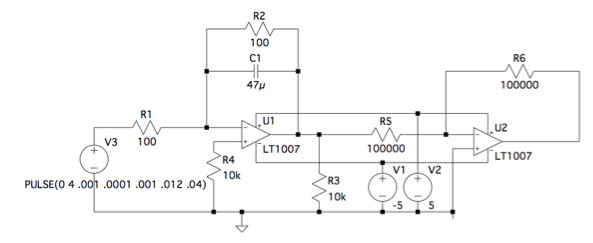 R2
100
C1
47µ
R6
100000
R1
100
U1
R5
100000
U2
V3
R4
10k
LT1007
LT1007
V1
V2
PULSE(0 4 .001 .0001 .001 .012 .04)
R3
10k
-5
5